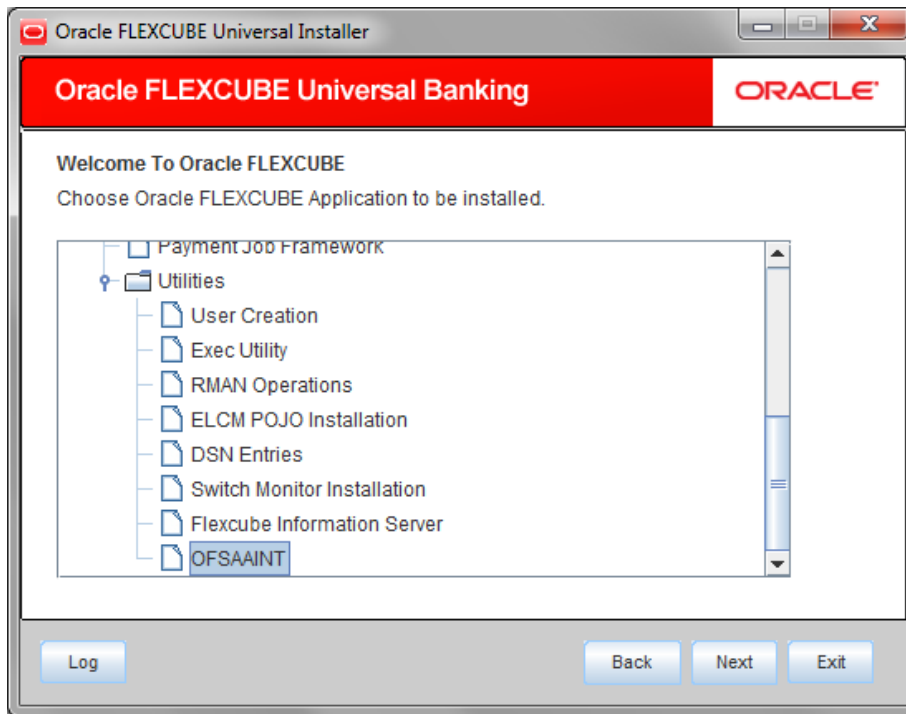 Oracle FLEXCUBE Universal Installer
Oracle FLEXCUBE Universal Banking
ORACLE
Welcome To Oracle FLEXCUBE
Choose Oracle FLEXCUBE Application to be installed.
Payment Job Framework
Utilities
User Creation
Exec Utility
RMAN Operations
ELCM POJO Installation
DSN Entries
Switch Monitor Installation
Flexcube Information Server
OFSAAINT
Log
Back
Next
Exit